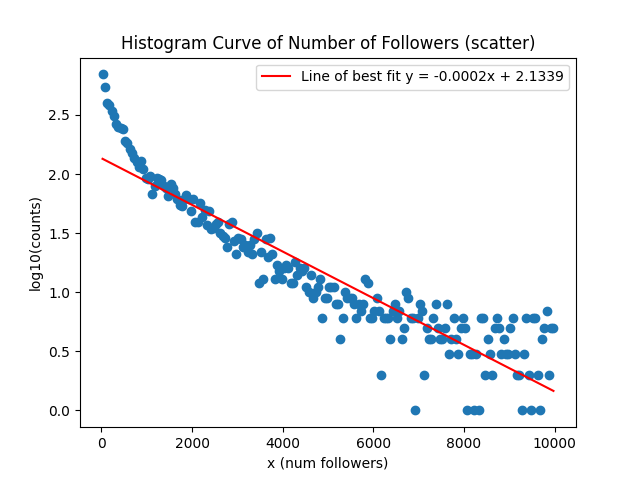 Histogram Curve of Number of Followers (scatter)
Line of best fit y = -0.0002x + 2.1339
2.5
2.0
1.5
1.0
0.5
0.0
log10(counts)
0 2000 4000 6000 8000 10000
x (num followers)